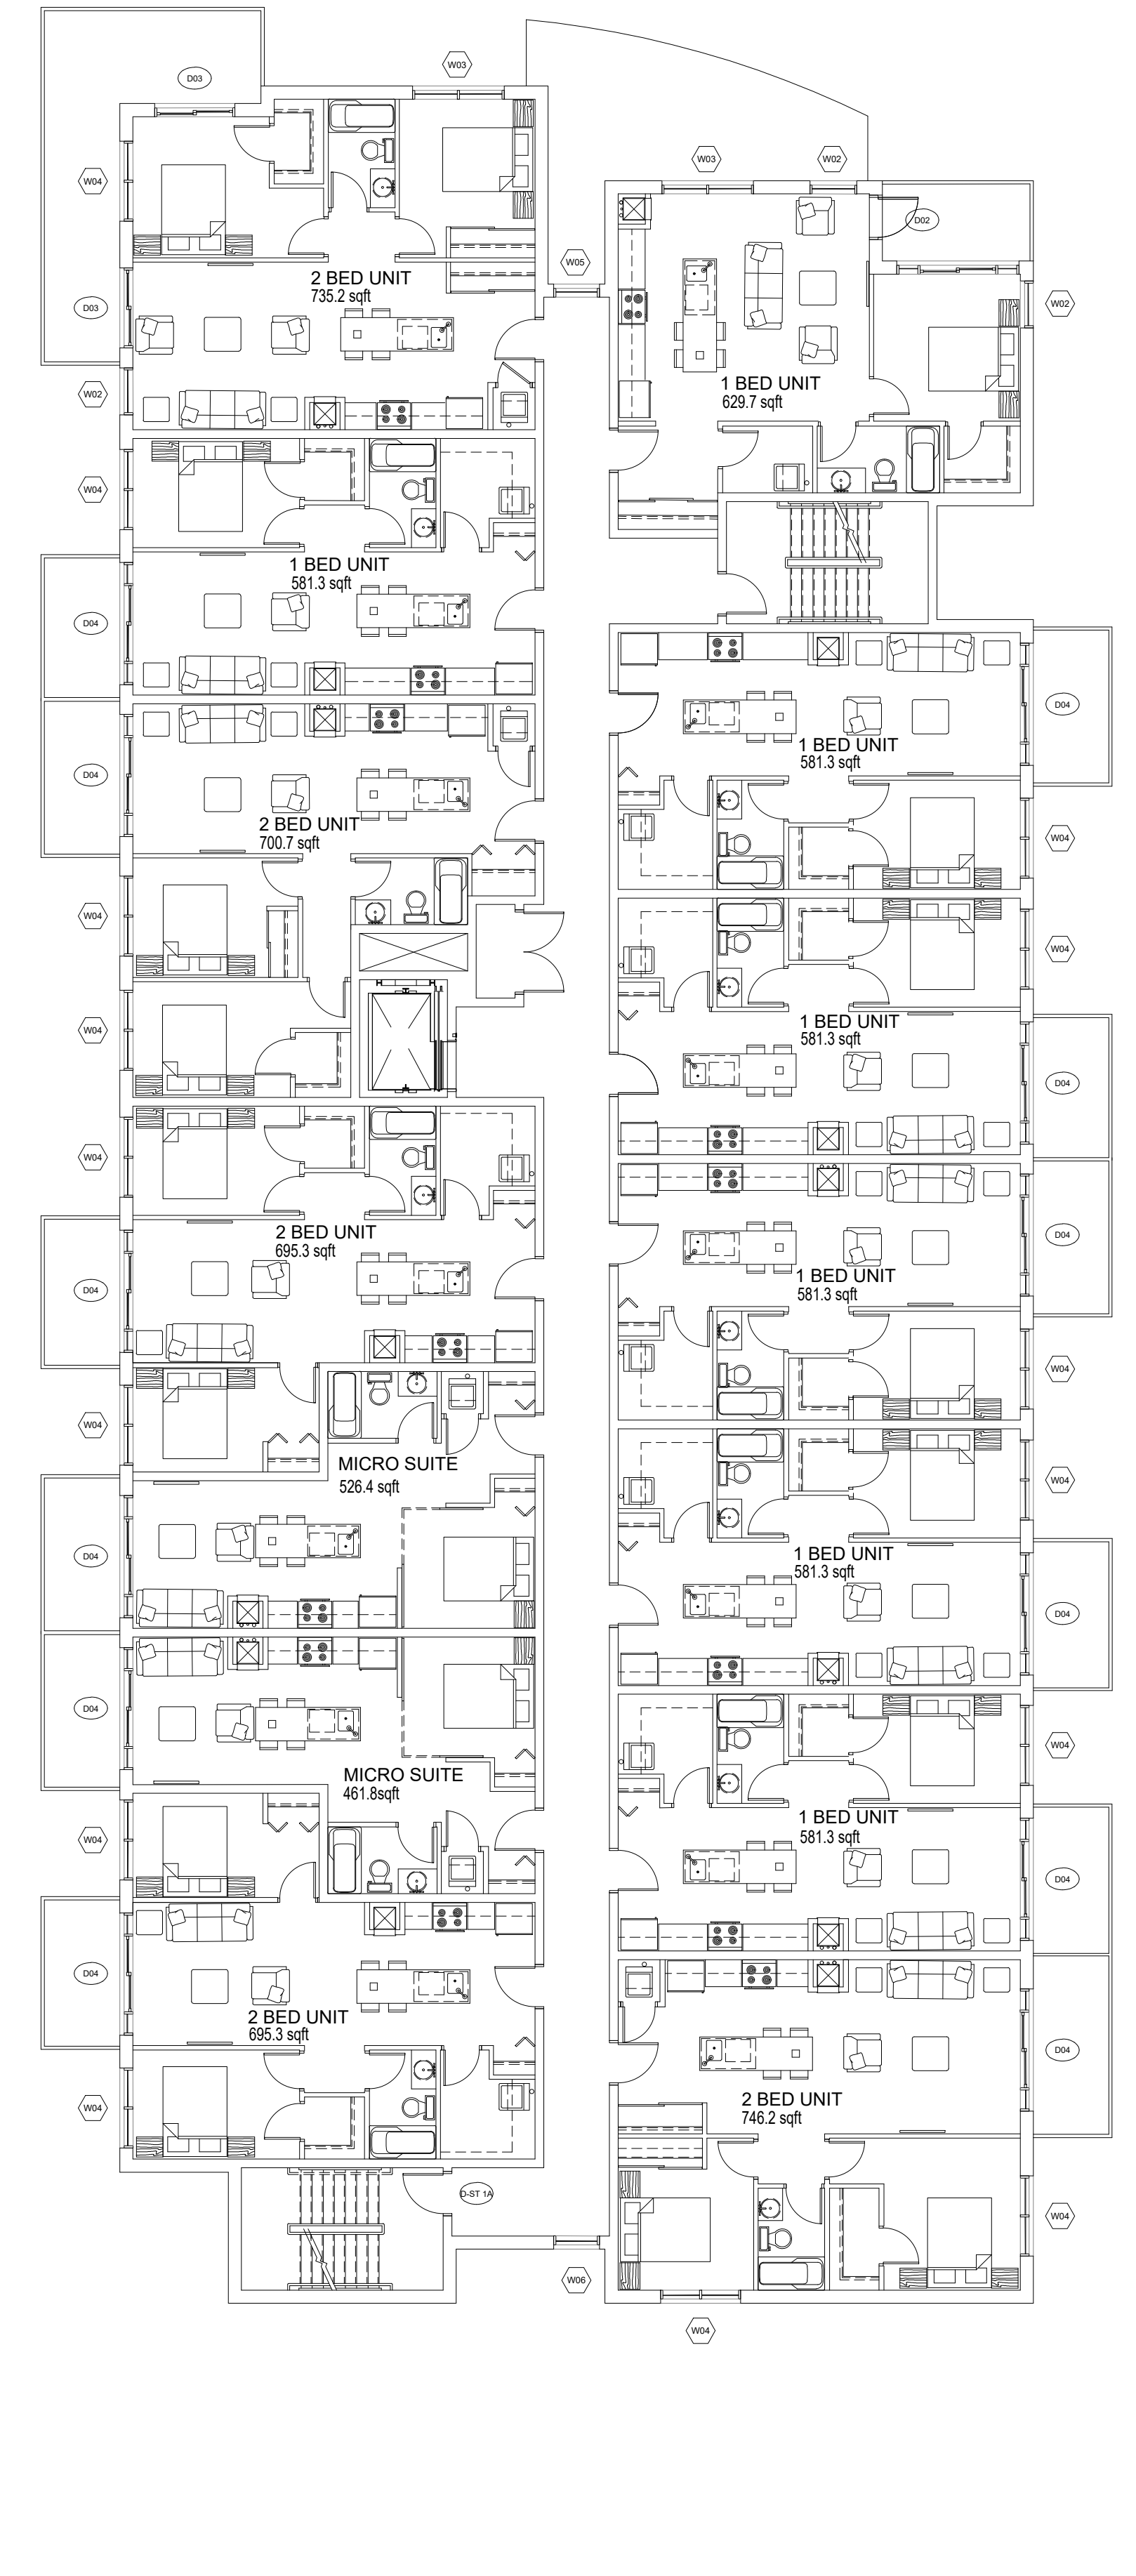 W03
D03
W03
W02
W04
D02
W05
2 BED UNIT
735.2 sqft
W02
D03
1 BED UNIT
629.7 sqft
W02
W04
1 BED UNIT
581.3 sqft
D04
D04
1 BED UNIT
581.3 sqft
D04
2 BED UNIT
700.7 sqft
W04
W04
W04
1 BED UNIT
581.3 sqft
W04
D04
W04
2 BED UNIT
695.3 sqft
D04
D04
1 BED UNIT
581.3 sqft
W04
W04
MICRO SUITE
526.4 sqft
W04
D04
1 BED UNIT
581.3 sqft
D04
D04
W04
MICRO SUITE
461.8sqft
1 BED UNIT
581.3 sqft
W04
D04
D04
2 BED UNIT
695.3 sqft
D04
2 BED UNIT
746.2 sqft
W04
D-ST 1A
W04
W06
W04